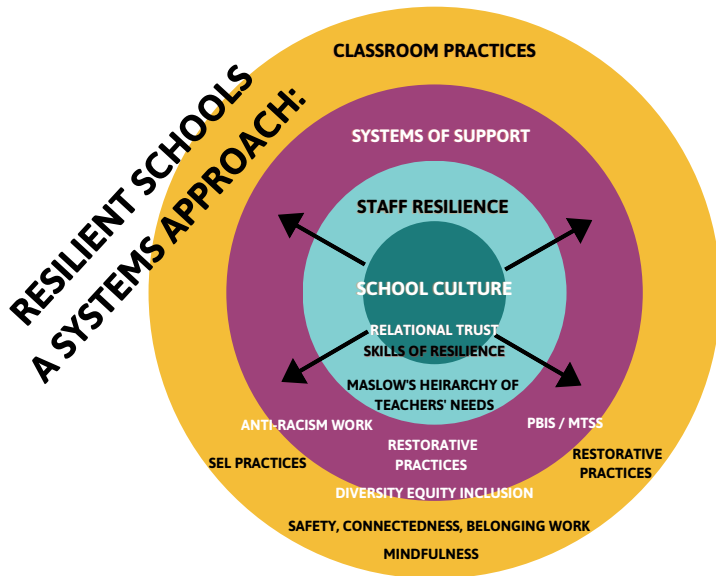 RESILIENT SCHOOLS
A SYSTEMS APPROACH:
CLASSROOM PRACTICES
SYSTEMS OF SUPPORT
STAFF RESILIENCE
SCHOOL CULTURE
RELATIONAL TRUST
SKILLS OF RESILIENCE
MASLOW'S HEIRARCHY OF
TEACHERS' NEEDS
ANTI-RACISM WORK
PBIS / MTSS
RESTORATIVE
PRACTICES
SEL PRACTICES
RESTORATIVE
PRACTICES
DIVERSITY EQUITY INCLUSION
SAFETY, CONNECTEDNESS, BELONGING WORK
MINDFULNESS